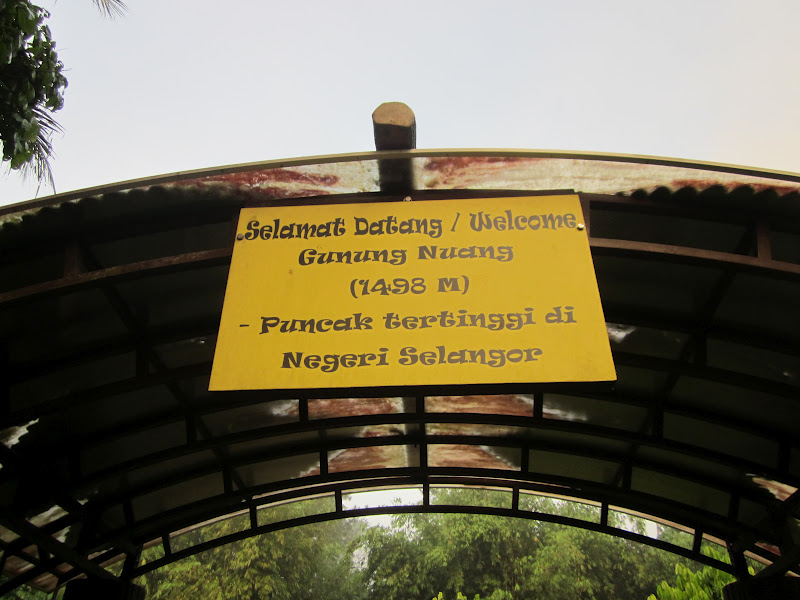 Selamat Datang / Welcome
Gunung Nuang
(1498 M)
- Puncak tertinggi di
Negeri Selangor